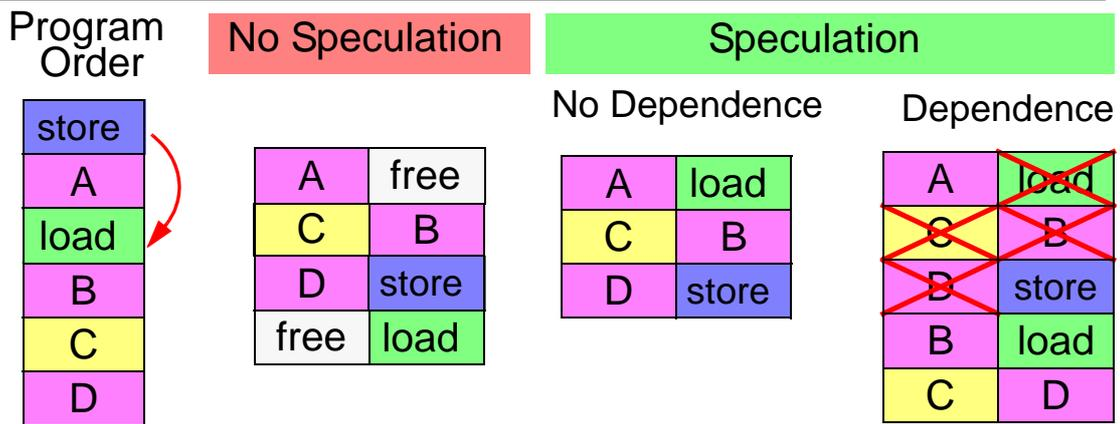 Program
Order
No Speculation
Speculation
No Dependence
Dependence
store
A
load
B
C
D
A free
C B
D store
free load
A load
C B
D store
A load
C B
D store
B load
C D